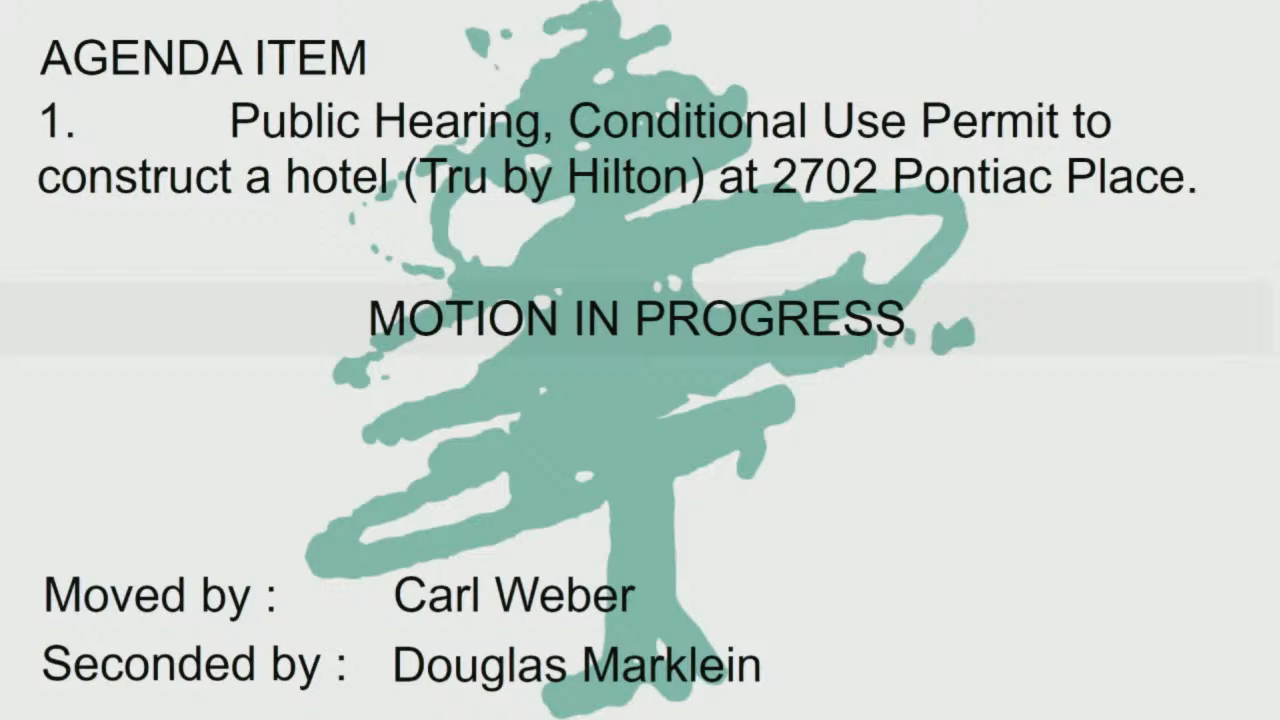 AGENDA ITEM
1. Public Hearing, Conditional Use Permit to
construct a hotel (Tru by Hilton) at 2702 Pontiac Place.
MOTION IN PROGRESS
Moved by : Carl Weber
Seconded by : Douglas Marklein